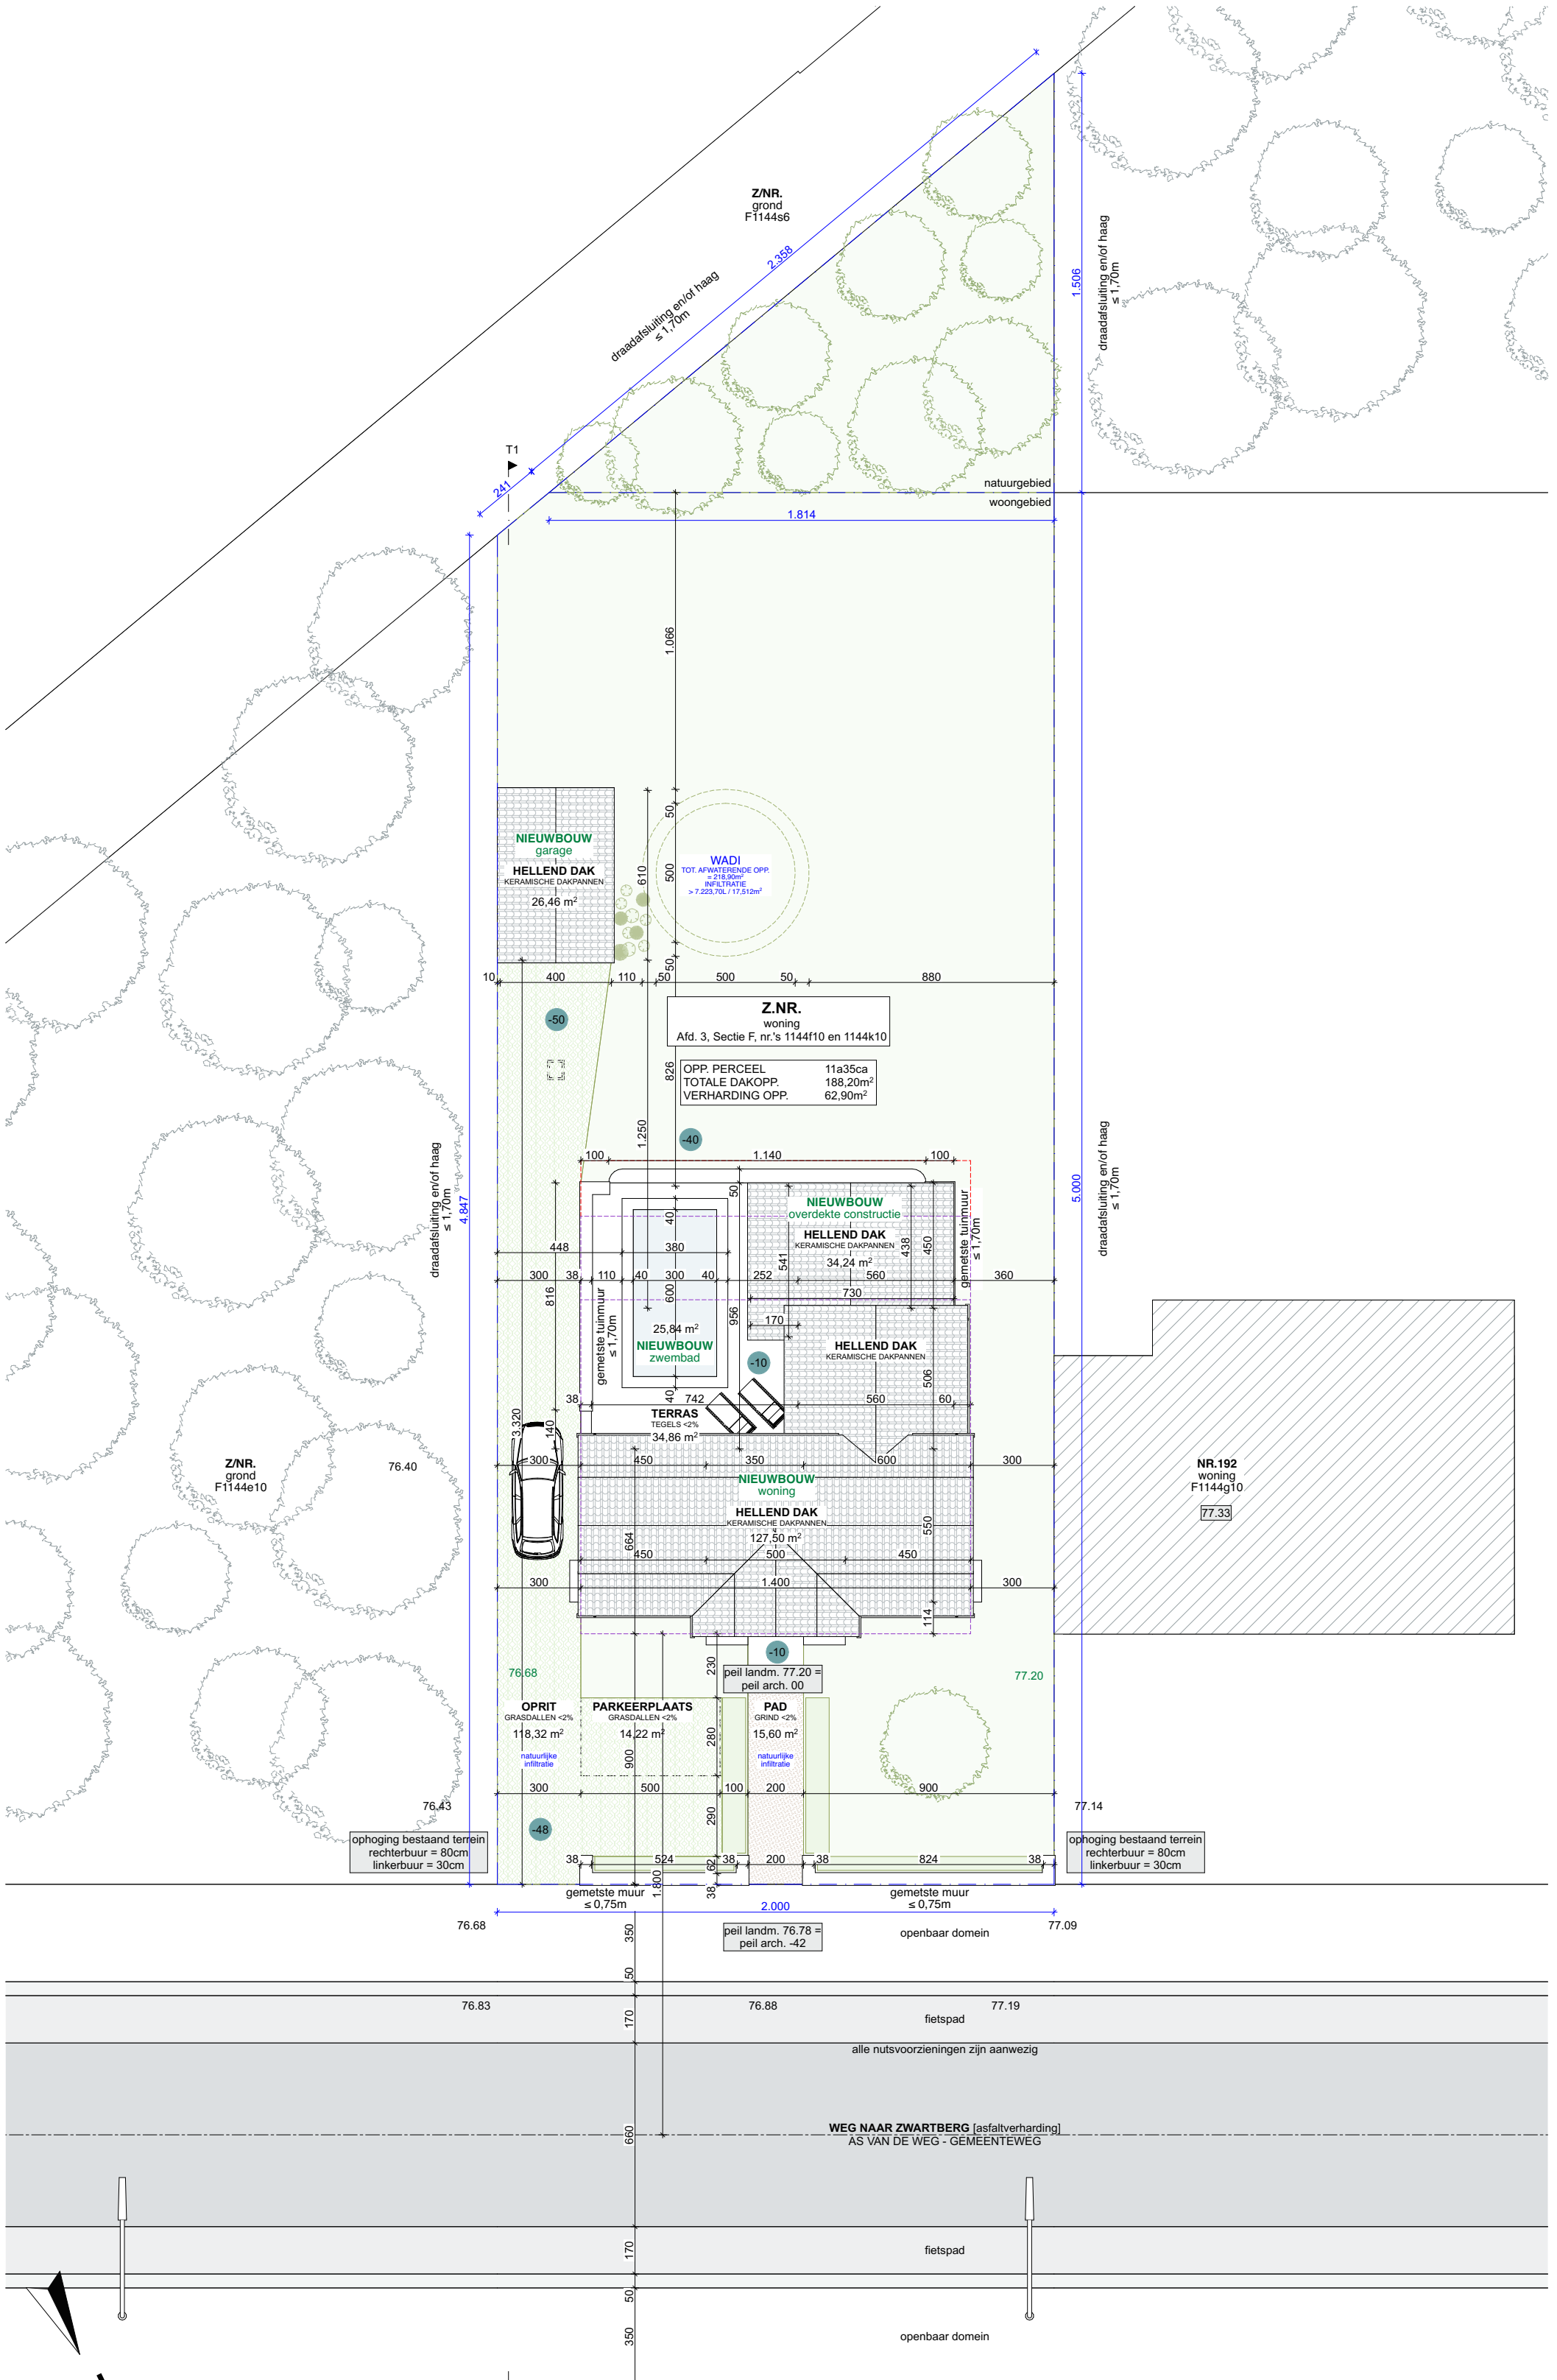 Z/NR.
grond
F1144s6
2.358
draadafsluiting en/of haag
≤ 1,70m
1.506
draadafsluiting en/of haag
≤ 1,70m
T1
241
natuurgebied
woongebied
1.814
1.066
NIEUWBOUW
garage
HELLEND DAK
KERAMISCHE DAKPANNEN
26,46 m²
610
50
500
50
WADI
TOT. AFWATERENDE OPP.
= 218,90m²
INFILTRATIE
> 7.223,70L / 17,512m²
10
400
110
50
500
50
880
-50
Z.NR.
woning
Afd. 3, Sectie F, nr.'s 1144f10 en 1144k10
826
OPP. PERCEEL 11a35ca
TOTALE DAKOPP. 188,20m²
VERHARDING OPP. 62,90m²
1.250
-40
draadafsluiting en/of haag
≤ 1,70m
4.847
5.000
draadafsluiting en/of haag
≤ 1,70m
100
1.140
100
50
40
NIEUWBOUW
overdekte constructie
HELLEND DAK
KERAMISCHE DAKPANNEN
34,24 m²
541
438
450
gemetste tuinmuur
≤ 1,70m
448
380
300
38
110
40
300
40
252
560
360
816
600
956
730
170
gemetste tuinmuur
≤ 1,70m
25,84 m²
NIEUWBOUW
zwembad
HELLEND DAK
KERAMISCHE DAKPANNEN
-10
506
40
38
742
560
60
TERRAS
TEGELS <2%
34,86 m²
3.320
140
300
450
350
600
300
Z/NR.
grond
F1144e10
76.40
NIEUWBOUW
woning
HELLEND DAK
KERAMISCHE DAKPANNEN
127,50 m²
664
550
450
500
450
300
1.400
300
114
NR.192
woning
F1144g10
77.33
-10
230
peil landm. 77.20 =
peil arch. 00
76.68
77.20
OPRIT
GRASDALLEN <2%
118,32 m²
natuurlijke
infiltratie
PARKEERPLAATS
GRASDALLEN <2%
14,22 m²
900
280
PAD
GRIND <2%
15,60 m²
natuurlijke
infiltratie
300
500
100
200
900
76.43
77.14
290
-48
ophoging bestaand terrein
rechterbuur = 80cm
linkerbuur = 30cm
ophoging bestaand terrein
rechterbuur = 80cm
linkerbuur = 30cm
38
524
38
200
38
824
38
62
38
1.800
gemetste muur
≤ 0,75m
gemetste muur
≤ 0,75m
2.000
76.68
peil landm. 76.78 =
peil arch. -42
openbaar domein
77.09
350
50
76.83
76.88
77.19
170
fietspad
alle nutsvoorzieningen zijn aanwezig
660
WEG NAAR ZWARTBERG [asfaltverharding]
AS VAN DE WEG - GEMEENTEWEG
170
fietspad
50
350
openbaar domein